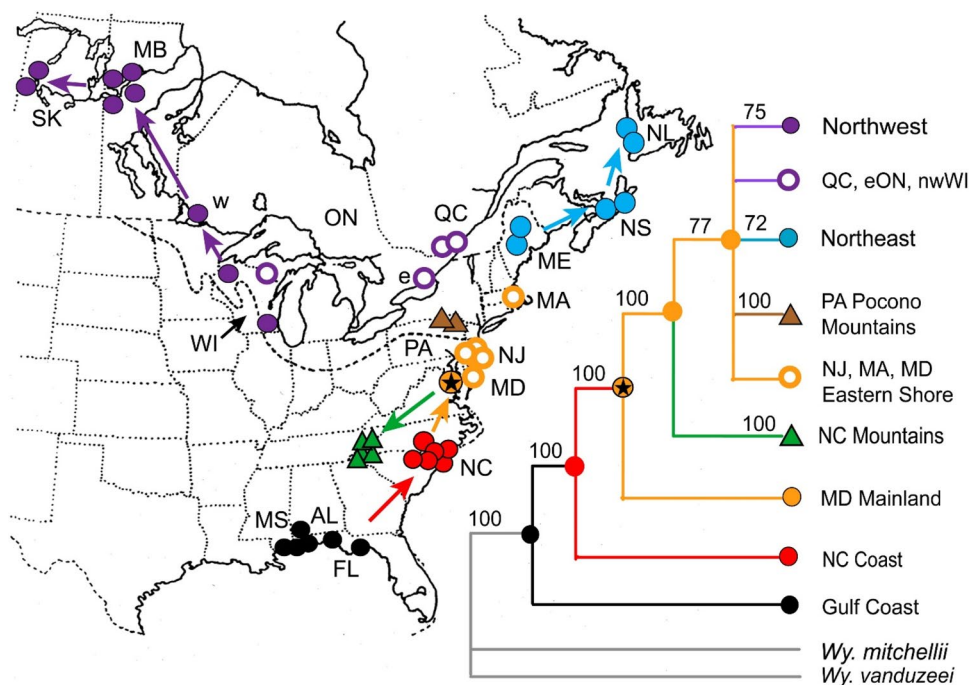 MB
SK
w
ON
QC
NL
NS
ME
e
MA
WI
PA
NJ
MD
NC
MS
AL
FL
75
Northwest
QC, eON, nwWI
77
72
Northeast
100
100
PA Pocono
Mountains
NJ, MA, MD
Eastern Shore
100
100
NC Mountains
100
MD Mainland
100
NC Coast
Gulf Coast
Wy. mitchellii
Wy. vanduzeei